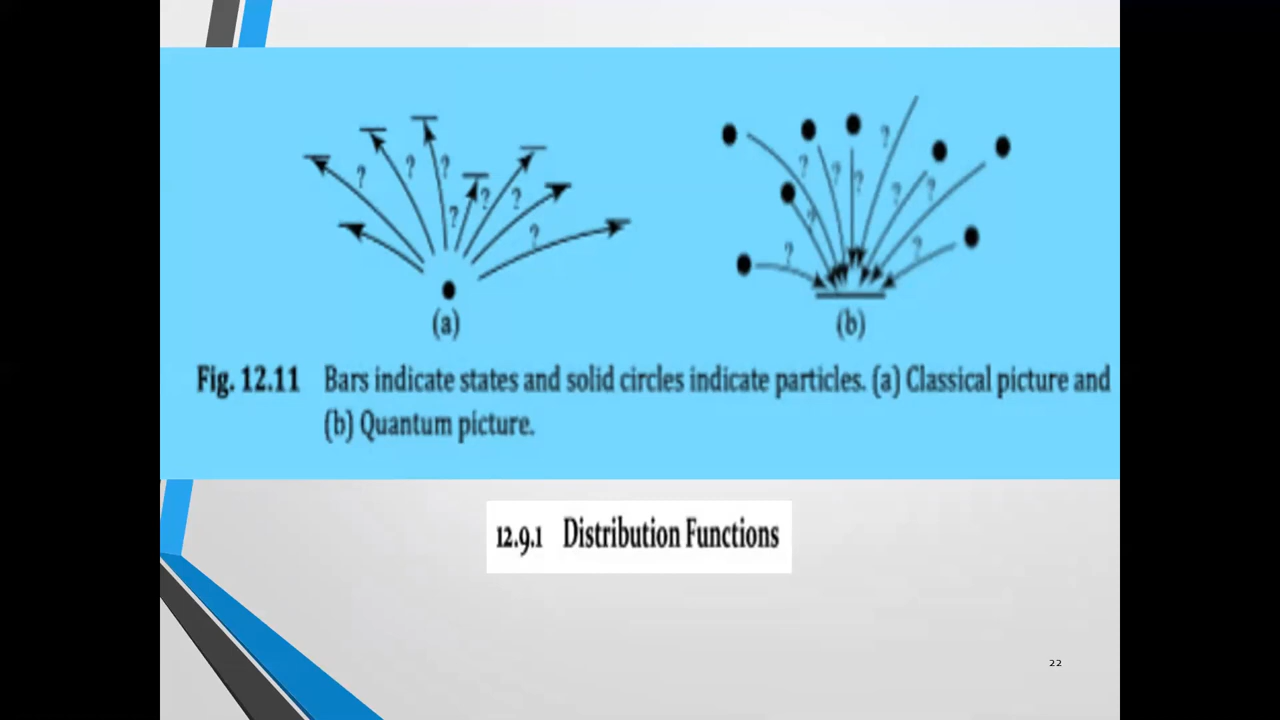 ? ? ? ? ? ? ?
? ? ? ? ? ? ? ? ?
(a) (b)
Fig. 12.11 Bars indicate states and solid circles indicate particles. (a) Classical picture and
(b) Quantum picture.
12.9.1 Distribution Functions
22